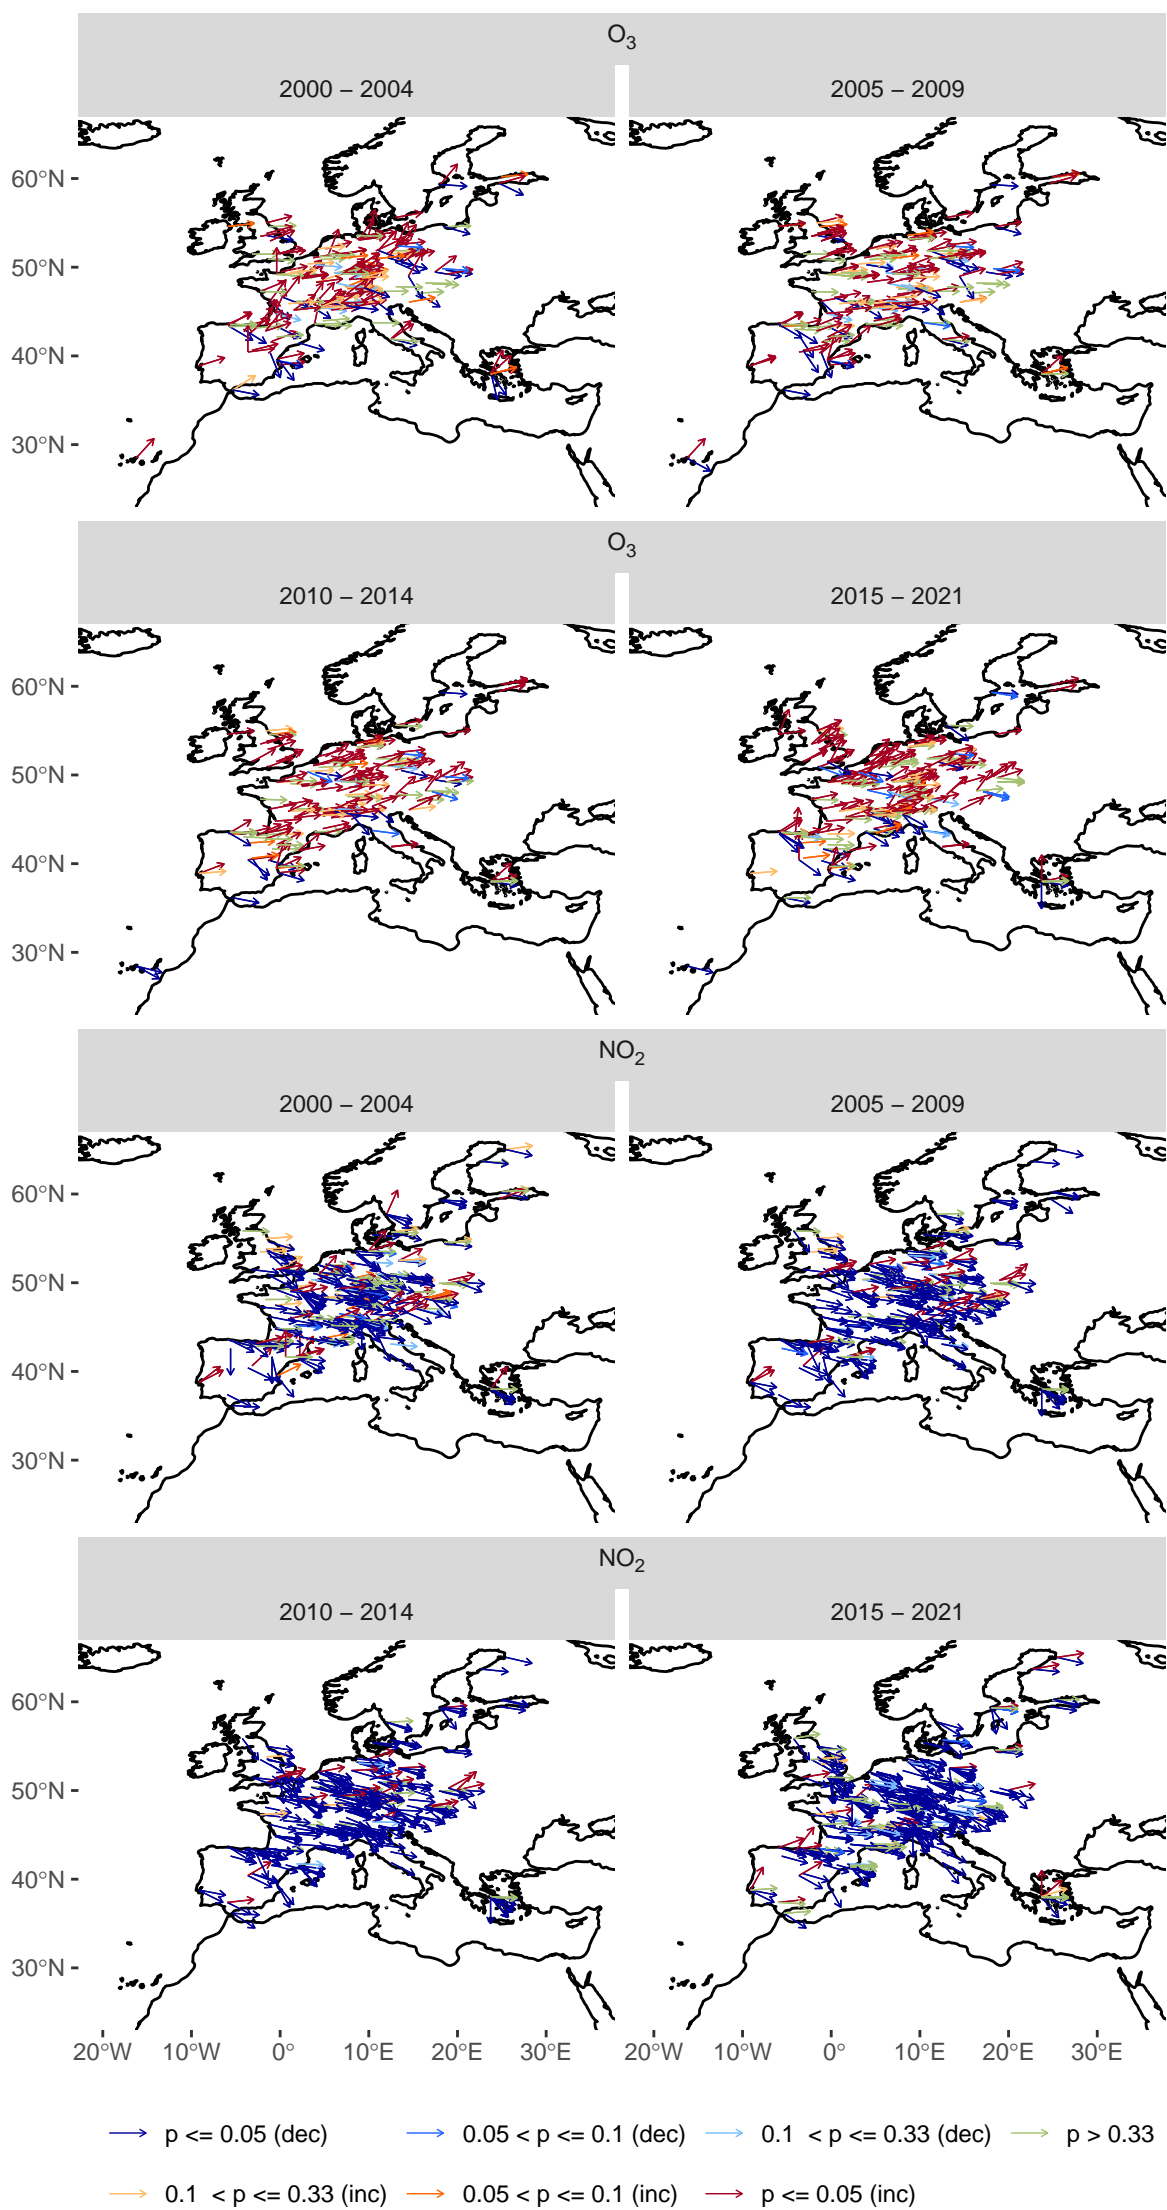 O₃
2000 – 2004 2005 – 2009
60°N
50°N
40°N
30°N
O₃
2010 – 2014 2015 – 2021
60°N
50°N
40°N
30°N
NO₂
2000 – 2004 2005 – 2009
60°N
50°N
40°N
30°N
NO₂
2010 – 2014 2015 – 2021
60°N
50°N
40°N
30°N
20°W 10°W 0° 10°E 20°E 30°E 20°W 10°W 0° 10°E 20°E 30°E
p <= 0.05 (dec) 0.05 < p <= 0.1 (dec) 0.1 < p <= 0.33 (dec) p > 0.33
0.1 < p <= 0.33 (inc) 0.05 < p <= 0.1 (inc) p <= 0.05 (inc)